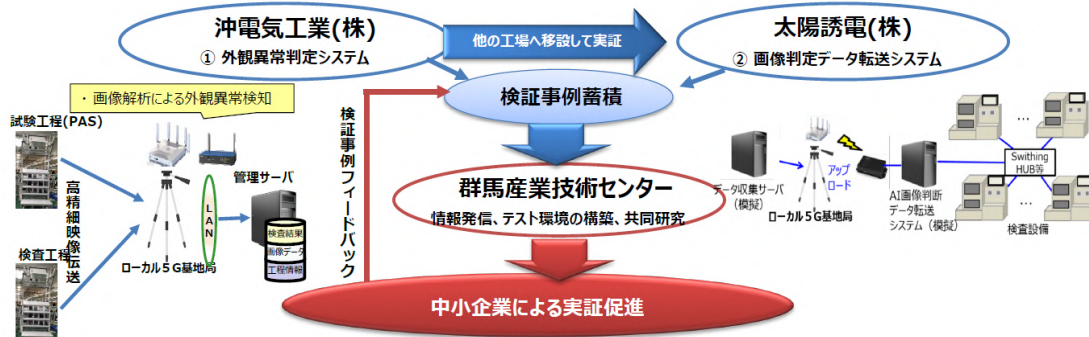 沖電気工業(株)
① 外観異常判定システム
他の工場へ移設して実証
太陽誘電(株)
② 画像判定データ転送システム
・画像解析による外観異常検知
検証事例蓄積
試験工程(PAS)
高精細映像伝送
検査工程
ローカル5G基地局
LAN
管理サーバ
検査結果
画像データ
工程情報
検証事例フィードバック
群馬産業技術センター
情報発信、テスト環境の構築、共同研究
中小企業による実証促進
データ収集サーバ
(模擬)
アップ
ロード
ローカル5G基地局
AI画像判断
データ転送
システム(模擬)
…
Swithing
HUB等
…
検査設備